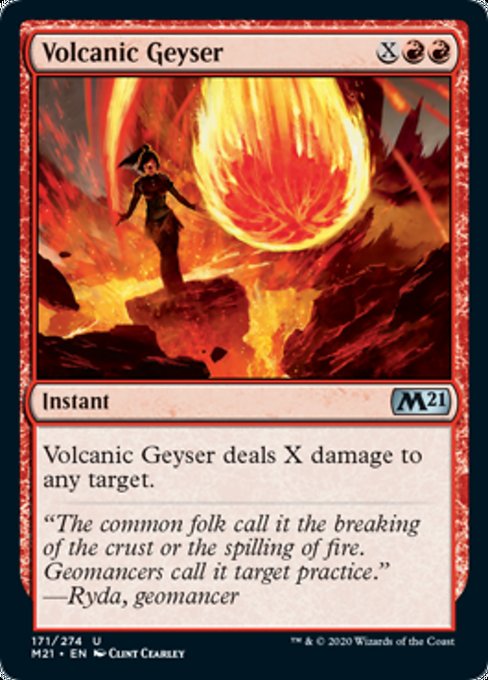 Volcanic Geyser X
Instant M21
Volcanic Geyser deals X damage to
any target.
“The common folk call it the breaking
of the crust or the spilling of fire.
Geomancers call it target practice.”
—Ryda, geomancer
171/274 U ™ & © 2020 Wizards of the Coast
M21 • EN Clint Cearley